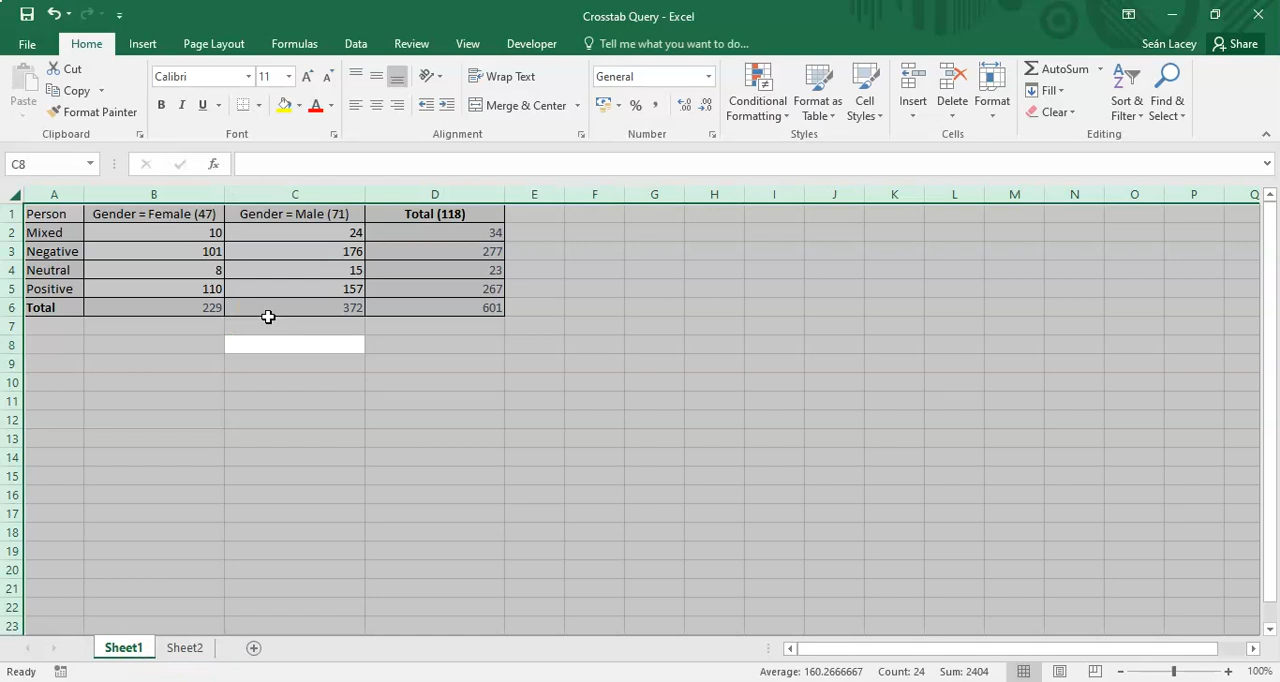 Crosstab Query - Excel
File Home Insert Page Layout Formulas Data Review View Developer Tell me what you want to do... Seán Lacey Share
Paste Cut Copy Format Painter
Calibri 11 B I U
Wrap Text Merge & Center
General % ,
Conditional Formatting Format as Table Cell Styles
Insert Delete Format
AutoSum Fill Clear Sort & Filter Find & Select
Clipboard Font Alignment Number Styles Cells Editing
C8 fx
A B C D E F G H I J K L M N O P Q
1 Person Gender = Female (47) Gender = Male (71) Total (118)
2 Mixed 10 24 34
3 Negative 101 176 277
4 Neutral 8 15 23
5 Positive 110 157 267
6 Total 229 372 601
7
8
9
10
11
12
13
14
15
16
17
18
19
20
21
22
23
Sheet1 Sheet2
Ready Average: 160.2666667 Count: 24 Sum: 2404 100%